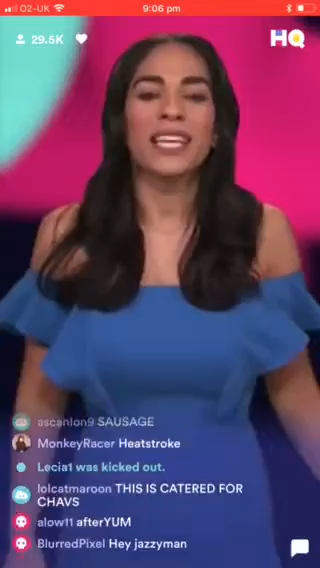 O2-UK 9:06 pm
29.5K HQ
ascanlon9 SAUSAGE
MonkeyRacer Heatstroke
Lecia1 was kicked out.
lolcatmaroon THIS IS CATERED FOR
CHAVS
alow11 afterYUM
BlurredPixel Hey jazzyman